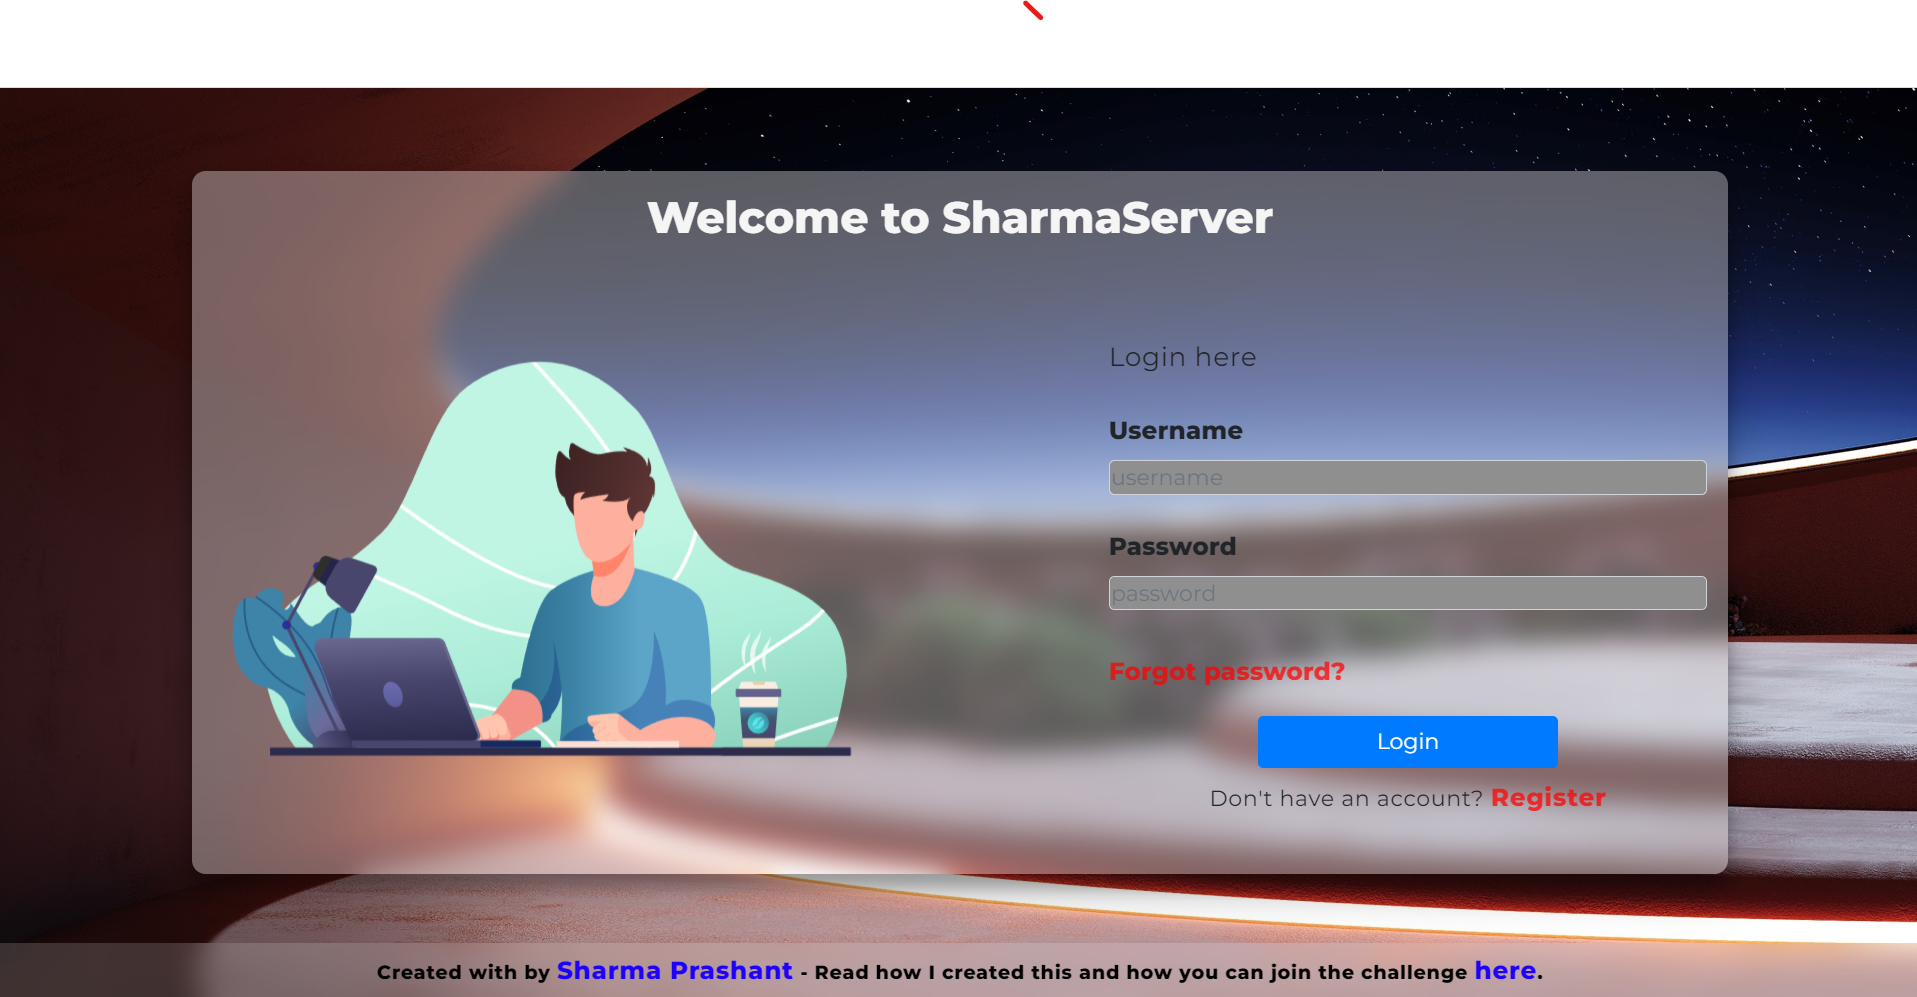 Welcome to SharmaServer
Login here
Username
username
Password
password
Forgot password?
Login
Don't have an account? Register
Created with by Sharma Prashant - Read how I created this and how you can join the challenge here.